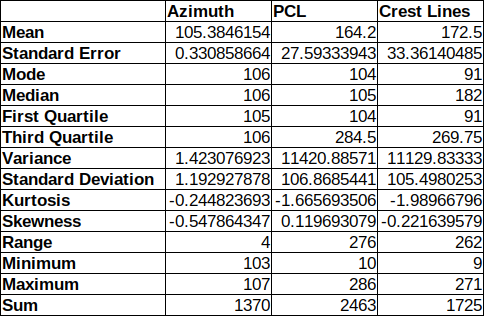 Azimuth PCL Crest Lines
Mean 105.3846154 164.2 172.5
Standard Error 0.330858664 27.59333943 33.36140485
Mode 106 104 91
Median 106 105 182
First Quartile 105 104 91
Third Quartile 106 284.5 269.75
Variance 1.423076923 11420.88571 11129.83333
Standard Deviation 1.192927878 106.8685441 105.4980253
Kurtosis -0.244823693 -1.665693506 -1.98966796
Skewness -0.547864347 0.119693079 -0.221639579
Range 4 276 262
Minimum 103 10 9
Maximum 107 286 271
Sum 1370 2463 1725